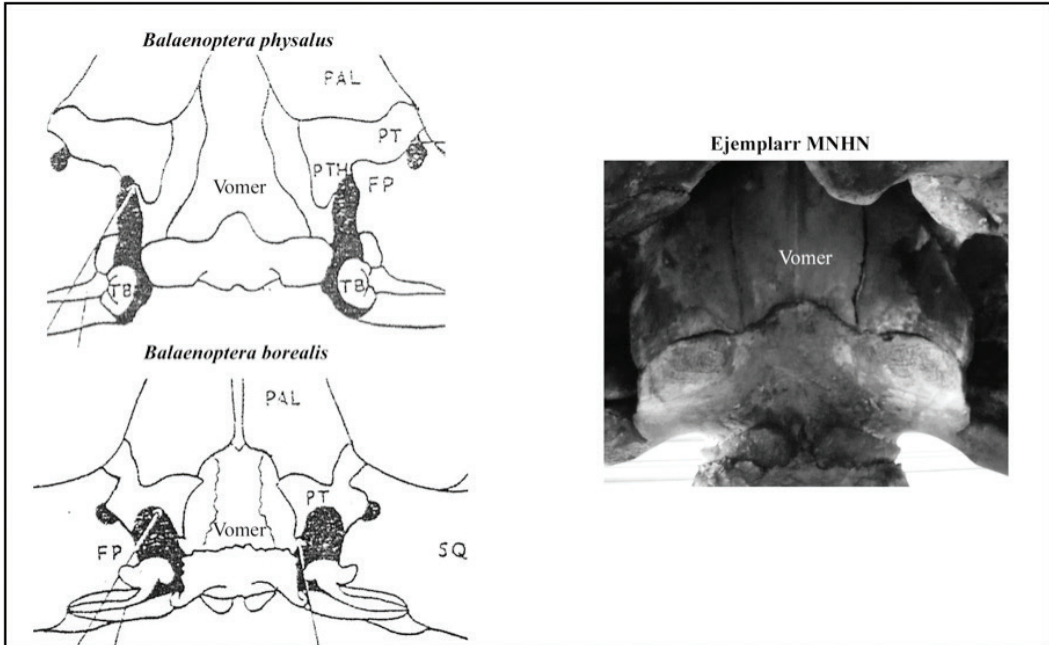 Balaenoptera physalus
PAL
PT
PTH
FP
Vomer
TB
TB
Balaenoptera borealis
PAL
PT
Vomer
FP
SQ
Ejemplarr MNHN
Vomer